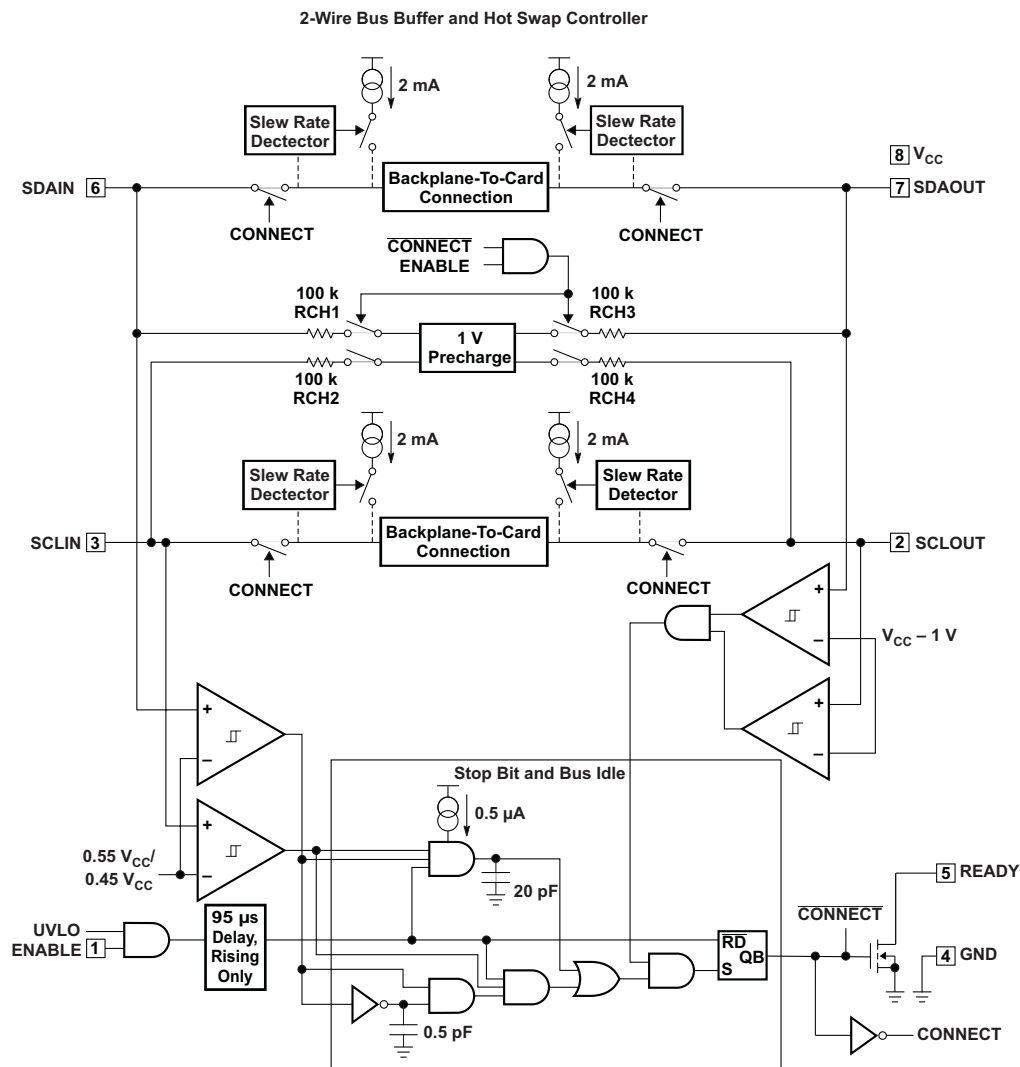 2-Wire Bus Buffer and Hot Swap Controller
2 mA
2 mA
Slew Rate
Dectector
Slew Rate
Dectector
8 VCC
SDAIN 6
Backplane-To-Card
Connection
7 SDAOUT
CONNECT
CONNECT
CONNECT
ENABLE
100 k
RCH1
100 k
RCH3
1 V
Precharge
100 k
RCH2
100 k
RCH4
2 mA
2 mA
Slew Rate
Dectector
Slew Rate
Detector
SCLIN 3
Backplane-To-Card
Connection
2 SCLOUT
CONNECT
CONNECT
+
–
VCC – 1 V
+
–
+
–
Stop Bit and Bus Idle
0.5 µA
+
–
0.55 VCC/
0.45 VCC
20 pF
5 READY
UVLO
ENABLE 1
95 µs
Delay,
Rising
Only
CONNECT
RD
QB
S
4 GND
0.5 pF
CONNECT